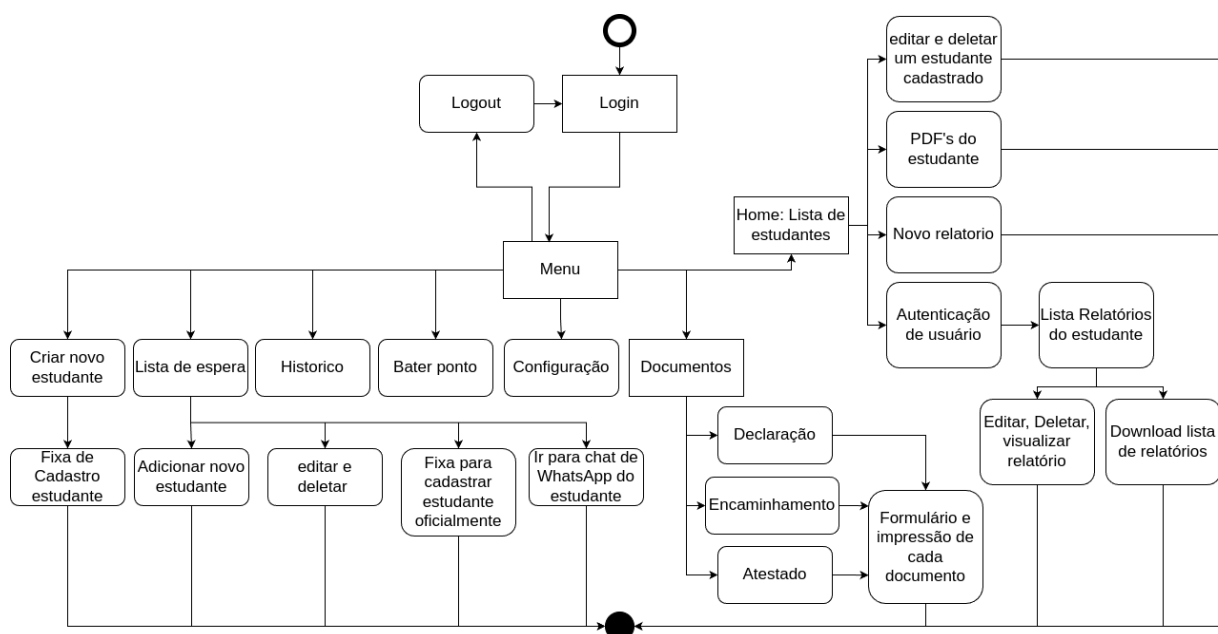 editar e deletar
um estudante
cadastrado
Logout
Login
PDF's do
estudante
Home: Lista de
estudantes
Novo relatorio
Menu
Autenticação
de usuário
Lista Relatórios
do estudante
Criar novo
estudante
Lista de espera
Historico
Bater ponto
Configuração
Documentos
Declaração
Editar, Deletar,
visualizar
relatório
Download lista
de relatórios
Fixa de
Cadastro
estudante
Adicionar novo
estudante
editar e
deletar
Fixa para
cadastrar
estudante
oficialmente
Ir para chat de
WhatsApp do
estudante
Encaminhamento
Formulário e
impressão de
cada
documento
Atestado